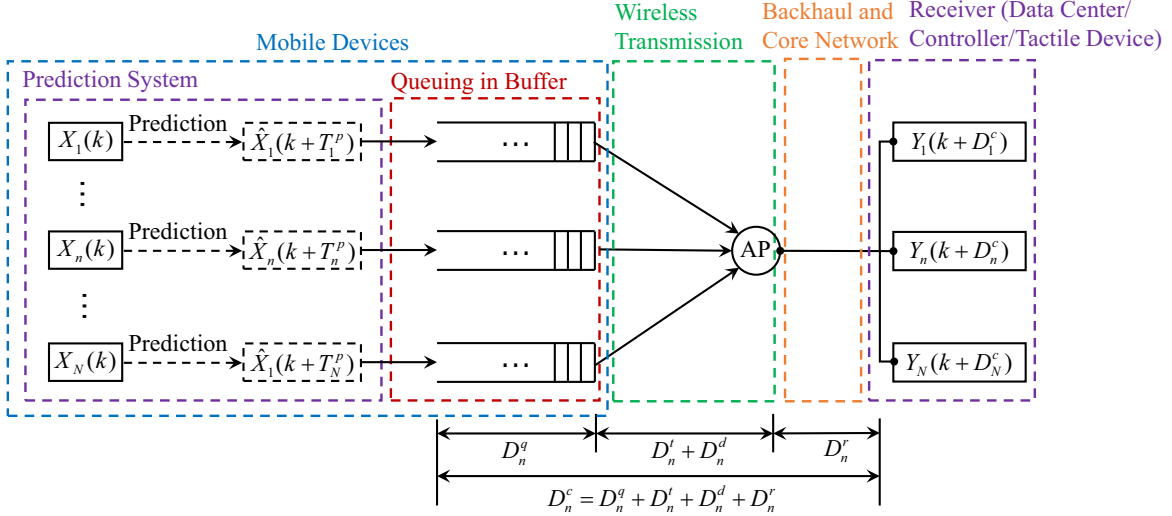 Wireless
Transmission
Backhaul and
Core Network
Receiver (Data Center/
Controller/Tactile Device)
Mobile Devices
Prediction System
Queuing in Buffer
X_1(k)
Prediction
X̂_1(k + T_1^p)
...
Y_1(k + D_1^c)
⋮
⋮
X_n(k)
Prediction
X̂_n(k + T_n^p)
...
AP
Y_n(k + D_n^c)
⋮
⋮
X_N(k)
Prediction
X̂_1(k + T_N^p)
...
Y_N(k + D_N^c)
D_n^q
D_n^t + D_n^d
D_n^r
D_n^c = D_n^q + D_n^t + D_n^d + D_n^r